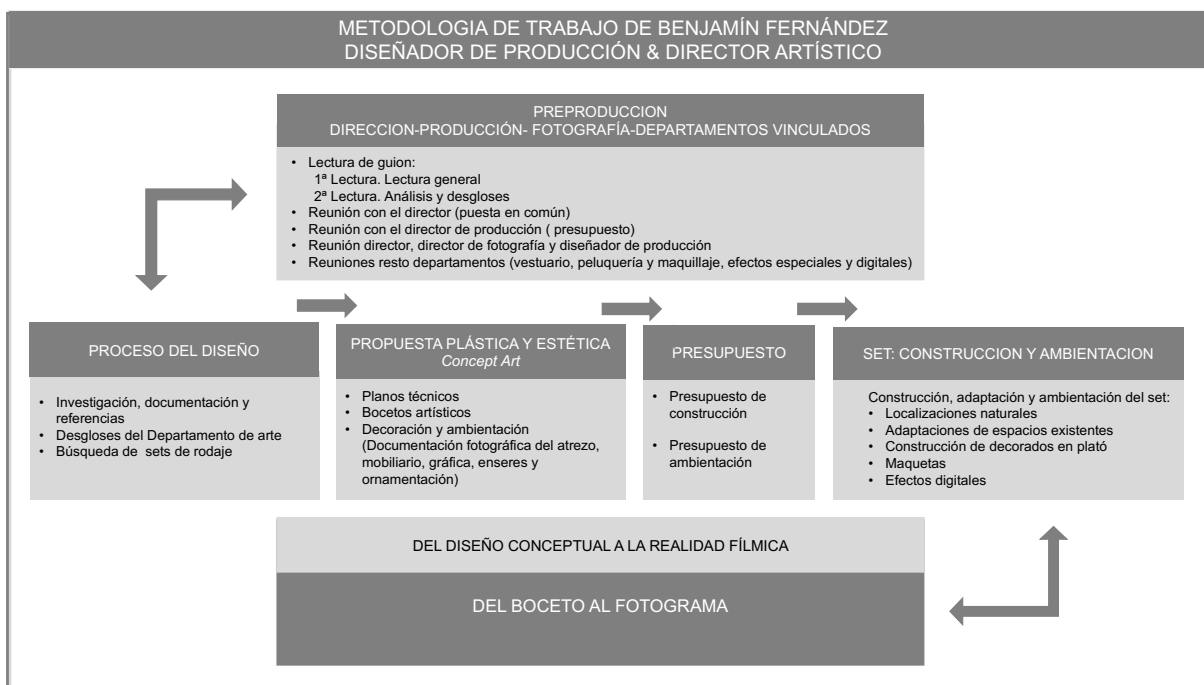 METODOLOGIA DE TRABAJO DE BENJAMÍN FERNÁNDEZ
DISEÑADOR DE PRODUCCIÓN & DIRECTOR ARTÍSTICO
PREPRODUCCION
DIRECCION-PRODUCCIÓN- FOTOGRAFÍA-DEPARTAMENTOS VINCULADOS
• Lectura de guion:
1ª Lectura. Lectura general
2ª Lectura. Análisis y desgloses
• Reunión con el director (puesta en común)
• Reunión con el director de producción ( presupuesto)
• Reunión director, director de fotografía y diseñador de producción
• Reuniones resto departamentos (vestuario, peluquería y maquillaje, efectos especiales y digitales)
PROCESO DEL DISEÑO
• Investigación, documentación y
referencias
• Desgloses del Departamento de arte
• Búsqueda de sets de rodaje
PROPUESTA PLÁSTICA Y ESTÉTICA
Concept Art
• Planos técnicos
• Bocetos artísticos
• Decoración y ambientación
(Documentación fotográfica del atrezo,
mobiliario, gráfica, enseres y
ornamentación)
PRESUPUESTO
• Presupuesto de
construcción
• Presupuesto de
ambientación
SET: CONSTRUCCION Y AMBIENTACION
Construcción, adaptación y ambientación del set:
• Localizaciones naturales
• Adaptaciones de espacios existentes
• Construcción de decorados en plató
• Maquetas
• Efectos digitales
DEL DISEÑO CONCEPTUAL A LA REALIDAD FÍLMICA
DEL BOCETO AL FOTOGRAMA